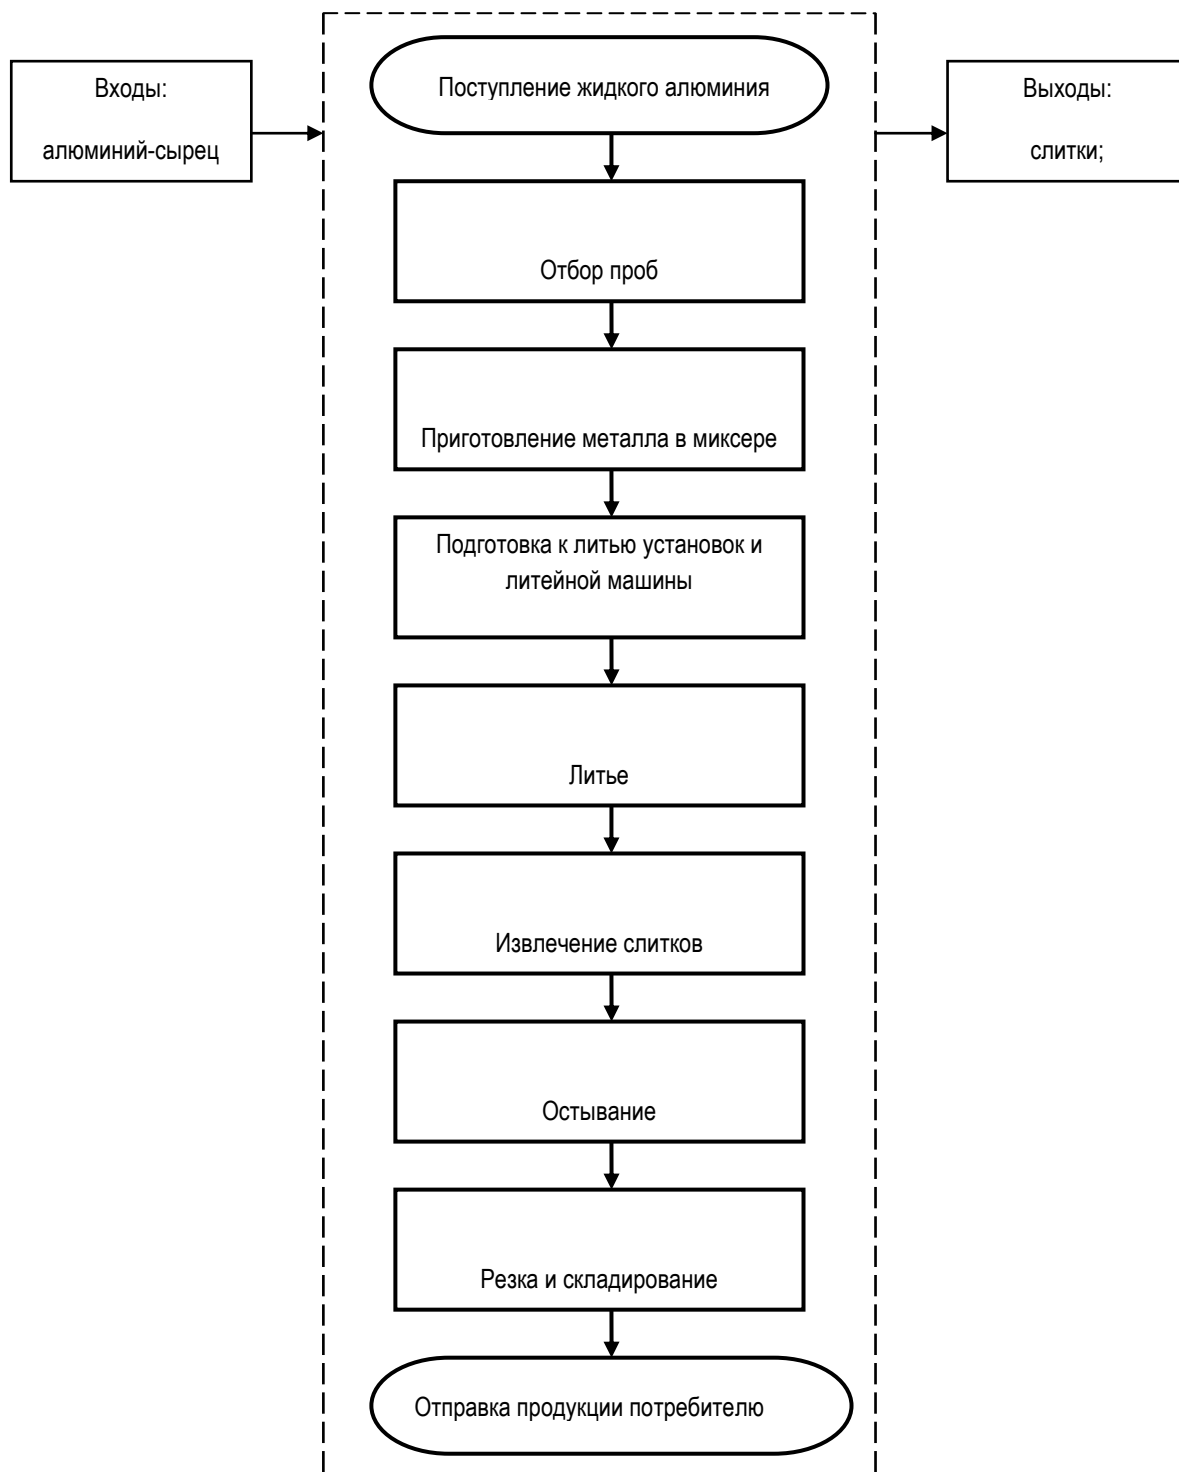 Входы:
алюминий-сырец
Поступление жидкого алюминия
Выходы:
слитки;
Отбор проб
Приготовление металла в миксере
Подготовка к литью установок и
литейной машины
Литье
Извлечение слитков
Остывание
Резка и складирование
Отправка продукции потребителю